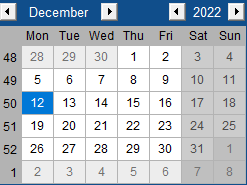 December 2022
Mon Tue Wed Thu Fri Sat Sun
48 28 29 30 1 2 3 4
49 5 6 7 8 9 10 11
50 12 13 14 15 16 17 18
51 19 20 21 22 23 24 25
52 26 27 28 29 30 31 1
1 2 3 4 5 6 7 8